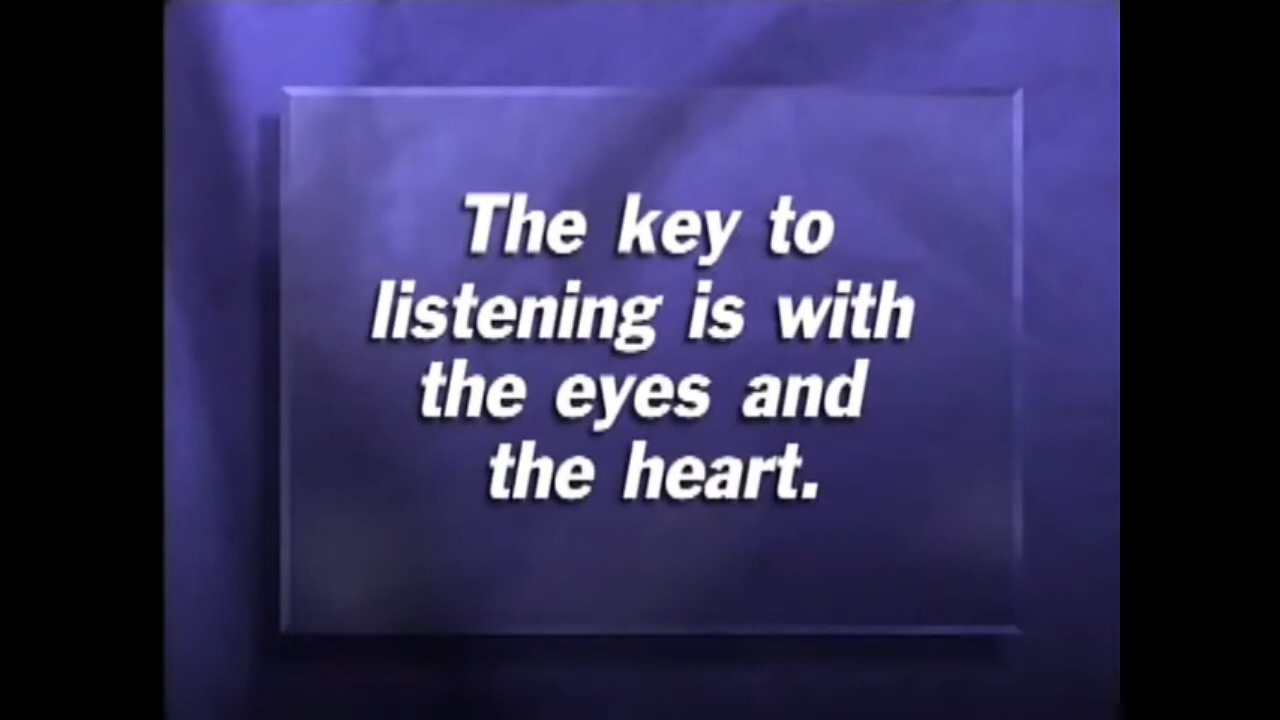 The key to
listening is with
the eyes and
the heart.